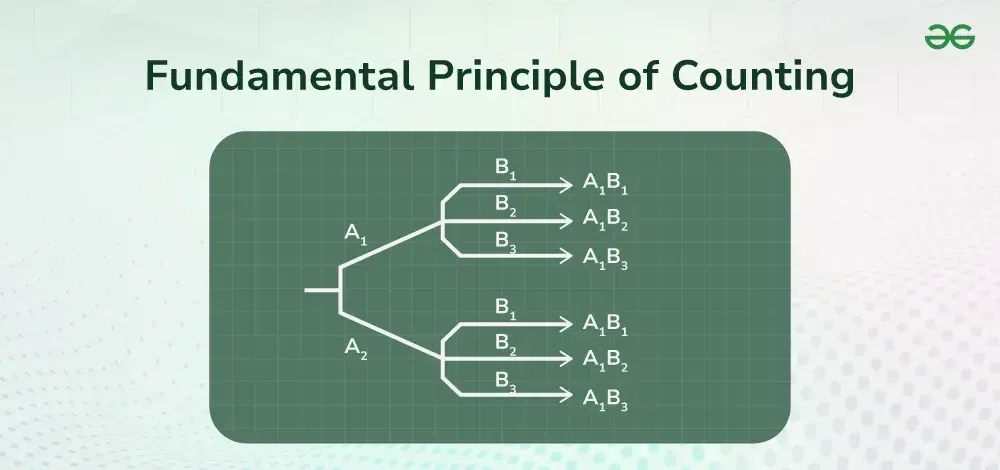 Fundamental Principle of Counting
B₁ A₁B₁
B₂ A₁B₂
A₁
B₃ A₁B₃
B₁ A₁B₁
B₂ A₁B₂
A₂
B₃ A₁B₃